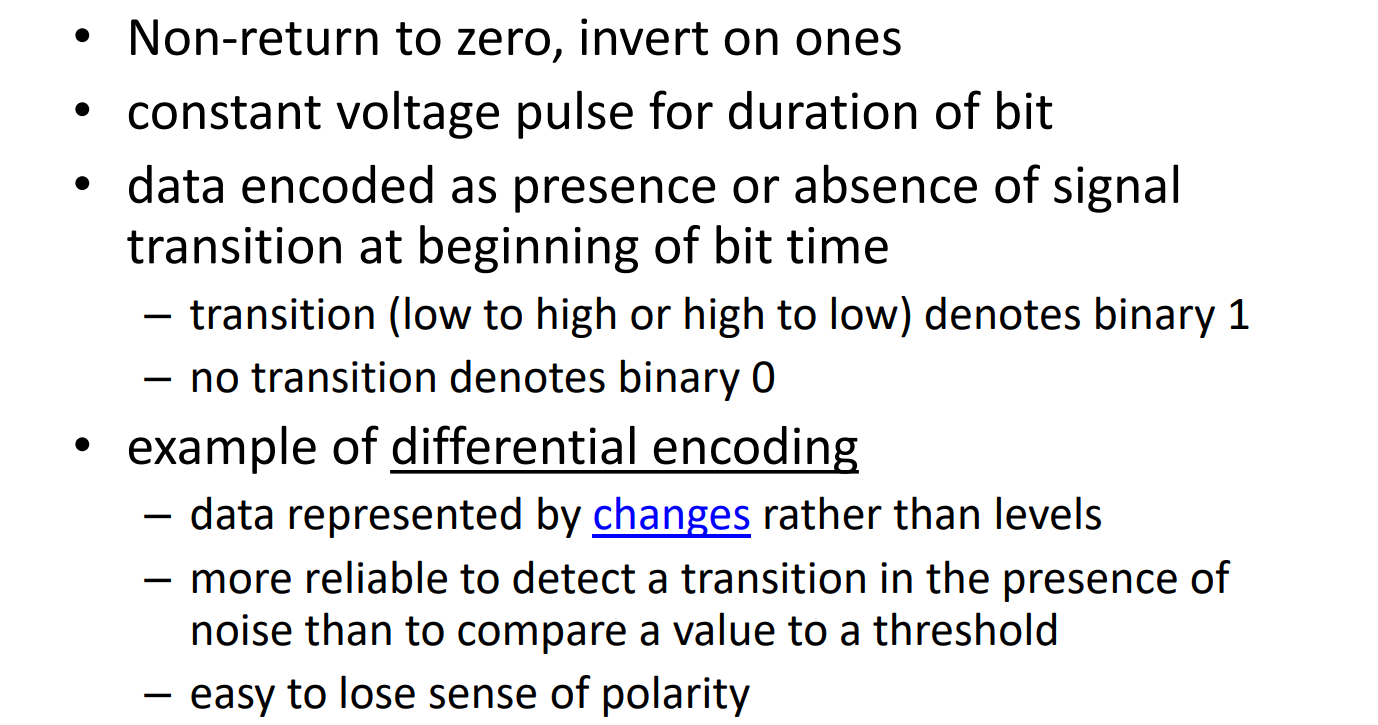 • Non-return to zero, invert on ones
• constant voltage pulse for duration of bit
• data encoded as presence or absence of signal
transition at beginning of bit time
– transition (low to high or high to low) denotes binary 1
– no transition denotes binary 0
• example of differential encoding
– data represented by changes rather than levels
– more reliable to detect a transition in the presence of
noise than to compare a value to a threshold
– easy to lose sense of polarity